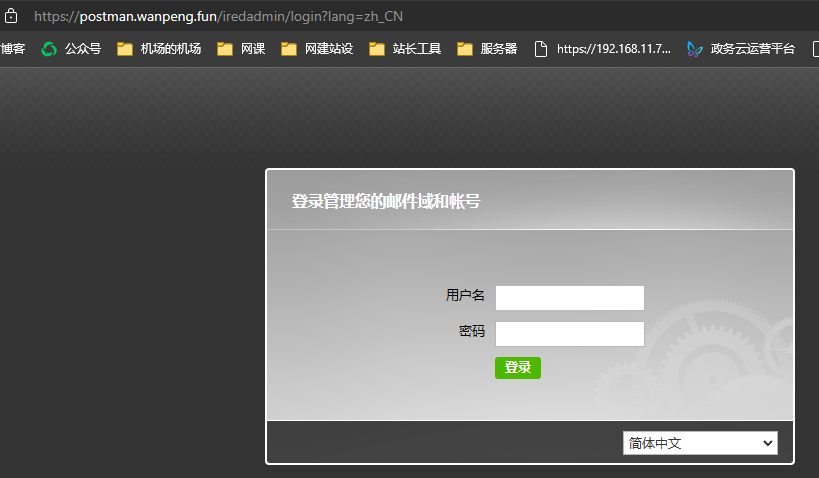 https://postman.wanpeng.fun/iredadmin/login?lang=zh_CN
博客 公众号 机场的机场 网课 网建站设 站长工具 服务器 https://192.168.11.7... 政务云运营平台
登录管理您的邮件域和帐号
用户名
密码
登录
简体中文